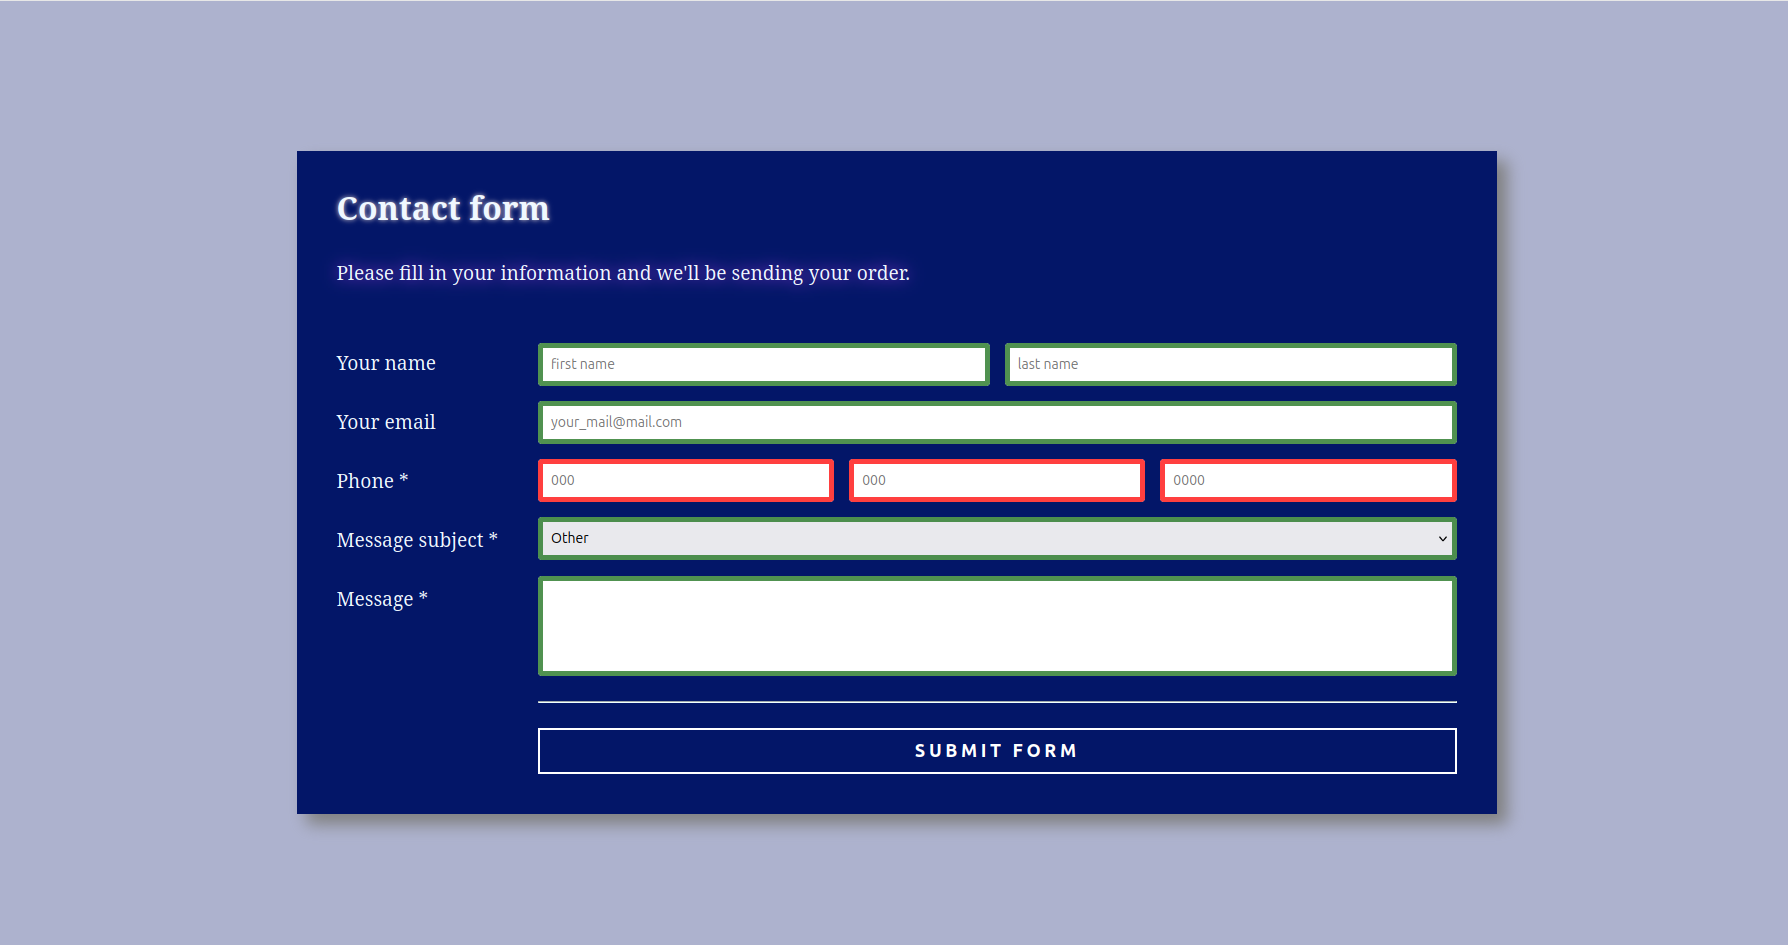 Contact form
Please fill in your information and we'll be sending your order.
Your name first name last name
Your email your_mail@mail.com
Phone * 000 000 0000
Message subject * Other
Message *
SUBMIT FORM